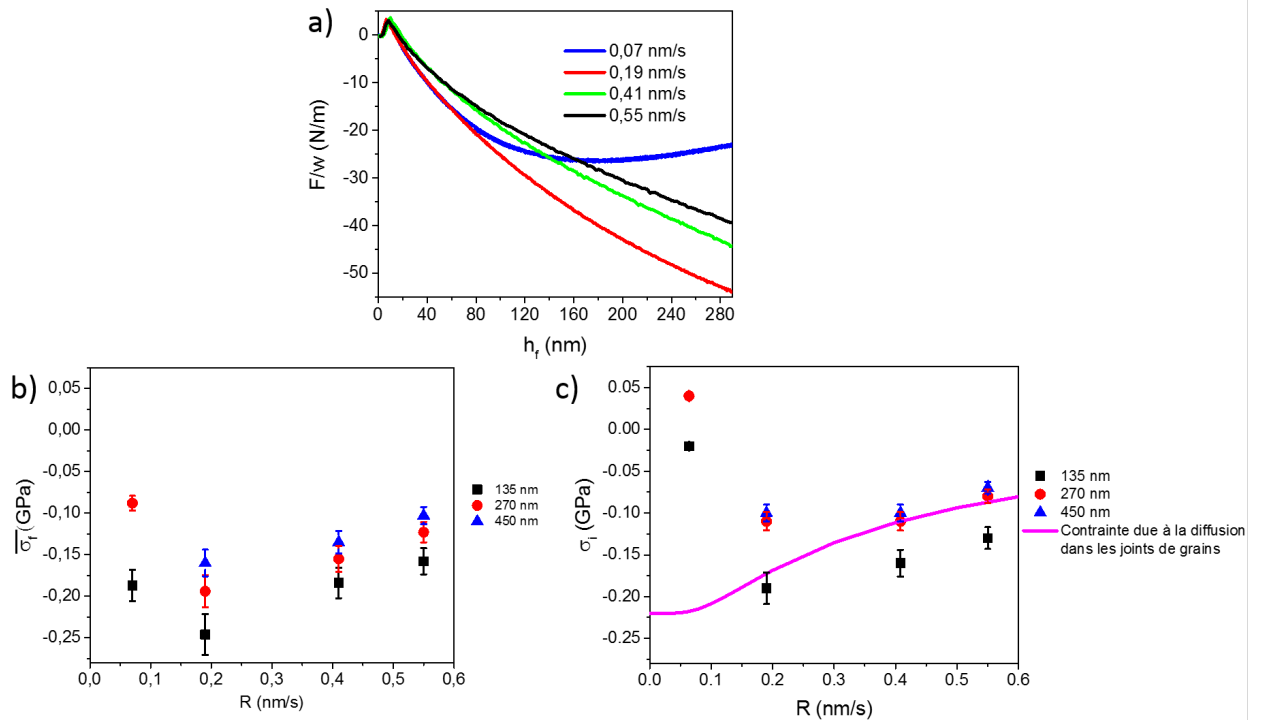 a)
0
-10
-20
-30
-40
-50
F/w (N/m)
0,07 nm/s
0,19 nm/s
0,41 nm/s
0,55 nm/s
0 40 80 120 160 200 240 280
h_f (nm)
b)
0,05
0,00
-0,05
-0,10
-0,15
-0,20
-0,25
σ̅_f (GPa)
0,0 0,1 0,2 0,3 0,4 0,5 0,6
R (nm/s)
135 nm
270 nm
450 nm
c)
0.05
0.00
-0.05
-0.10
-0.15
-0.20
-0.25
σ_i (GPa)
0.0 0.1 0.2 0.3 0.4 0.5 0.6
R (nm/s)
135 nm
270 nm
450 nm
Contrainte due à la diffusion
dans les joints de grains